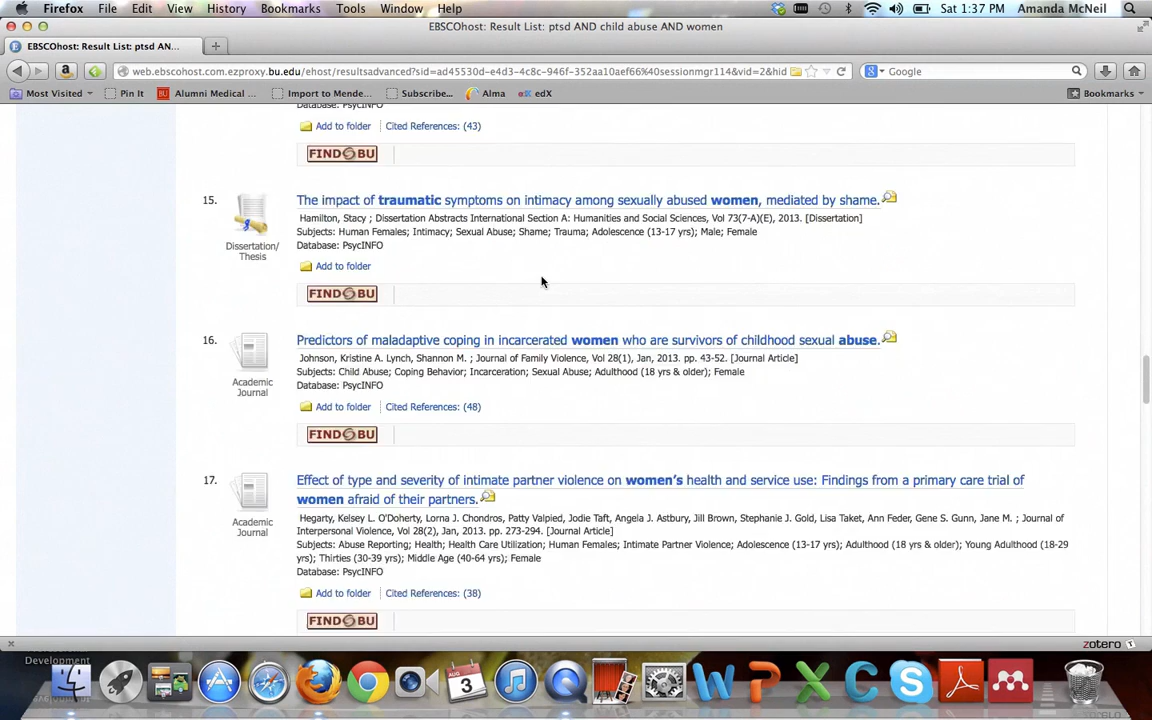 Firefox File Edit View History Bookmarks Tools Window Help Sat 1:37 PM Amanda McNeil
EBSCOhost: Result List: ptsd AND child abuse AND women
EBSCOhost: Result List: ptsd AN...
web.ebscohost.com.ezproxy.bu.edu/ehost/resultsadvanced?sid=ad45530d-e4d3-4c8c-946f-352aa10aef66%40sessionmgr114&vid=2&hid Google
Most Visited Pin It Alumni Medical ... Import to Mende... Subscribe... Alma edX Bookmarks
Database: PsycINFO
Add to folder Cited References: (43)
FIND@BU
15. The impact of traumatic symptoms on intimacy among sexually abused women, mediated by shame.
Hamilton, Stacy ; Dissertation Abstracts International Section A: Humanities and Social Sciences, Vol 73(7-A)(E), 2013. [Dissertation]
Subjects: Human Females; Intimacy; Sexual Abuse; Shame; Trauma; Adolescence (13-17 yrs); Male; Female
Dissertation/
Thesis
Database: PsycINFO
Add to folder
FIND@BU
16. Predictors of maladaptive coping in incarcerated women who are survivors of childhood sexual abuse.
Johnson, Kristine A. Lynch, Shannon M. ; Journal of Family Violence, Vol 28(1), Jan, 2013. pp. 43-52. [Journal Article]
Subjects: Child Abuse; Coping Behavior; Incarceration; Sexual Abuse; Adulthood (18 yrs & older); Female
Academic
Journal
Database: PsycINFO
Add to folder Cited References: (48)
FIND@BU
17. Effect of type and severity of intimate partner violence on women's health and service use: Findings from a primary care trial of
women afraid of their partners.
Hegarty, Kelsey L. O'Doherty, Lorna J. Chondros, Patty Valpied, Jodie Taft, Angela J. Astbury, Jill Brown, Stephanie J. Gold, Lisa Taket, Ann Feder, Gene S. Gunn, Jane M. ; Journal of
Interpersonal Violence, Vol 28(2), Jan, 2013. pp. 273-294. [Journal Article]
Academic
Journal
Subjects: Abuse Reporting; Health; Health Care Utilization; Human Females; Intimate Partner Violence; Adolescence (13-17 yrs); Adulthood (18 yrs & older); Young Adulthood (18-29
yrs); Thirties (30-39 yrs); Middle Age (40-64 yrs); Female
Database: PsycINFO
Add to folder Cited References: (38)
FIND@BU
zotero
Development
AUG
3